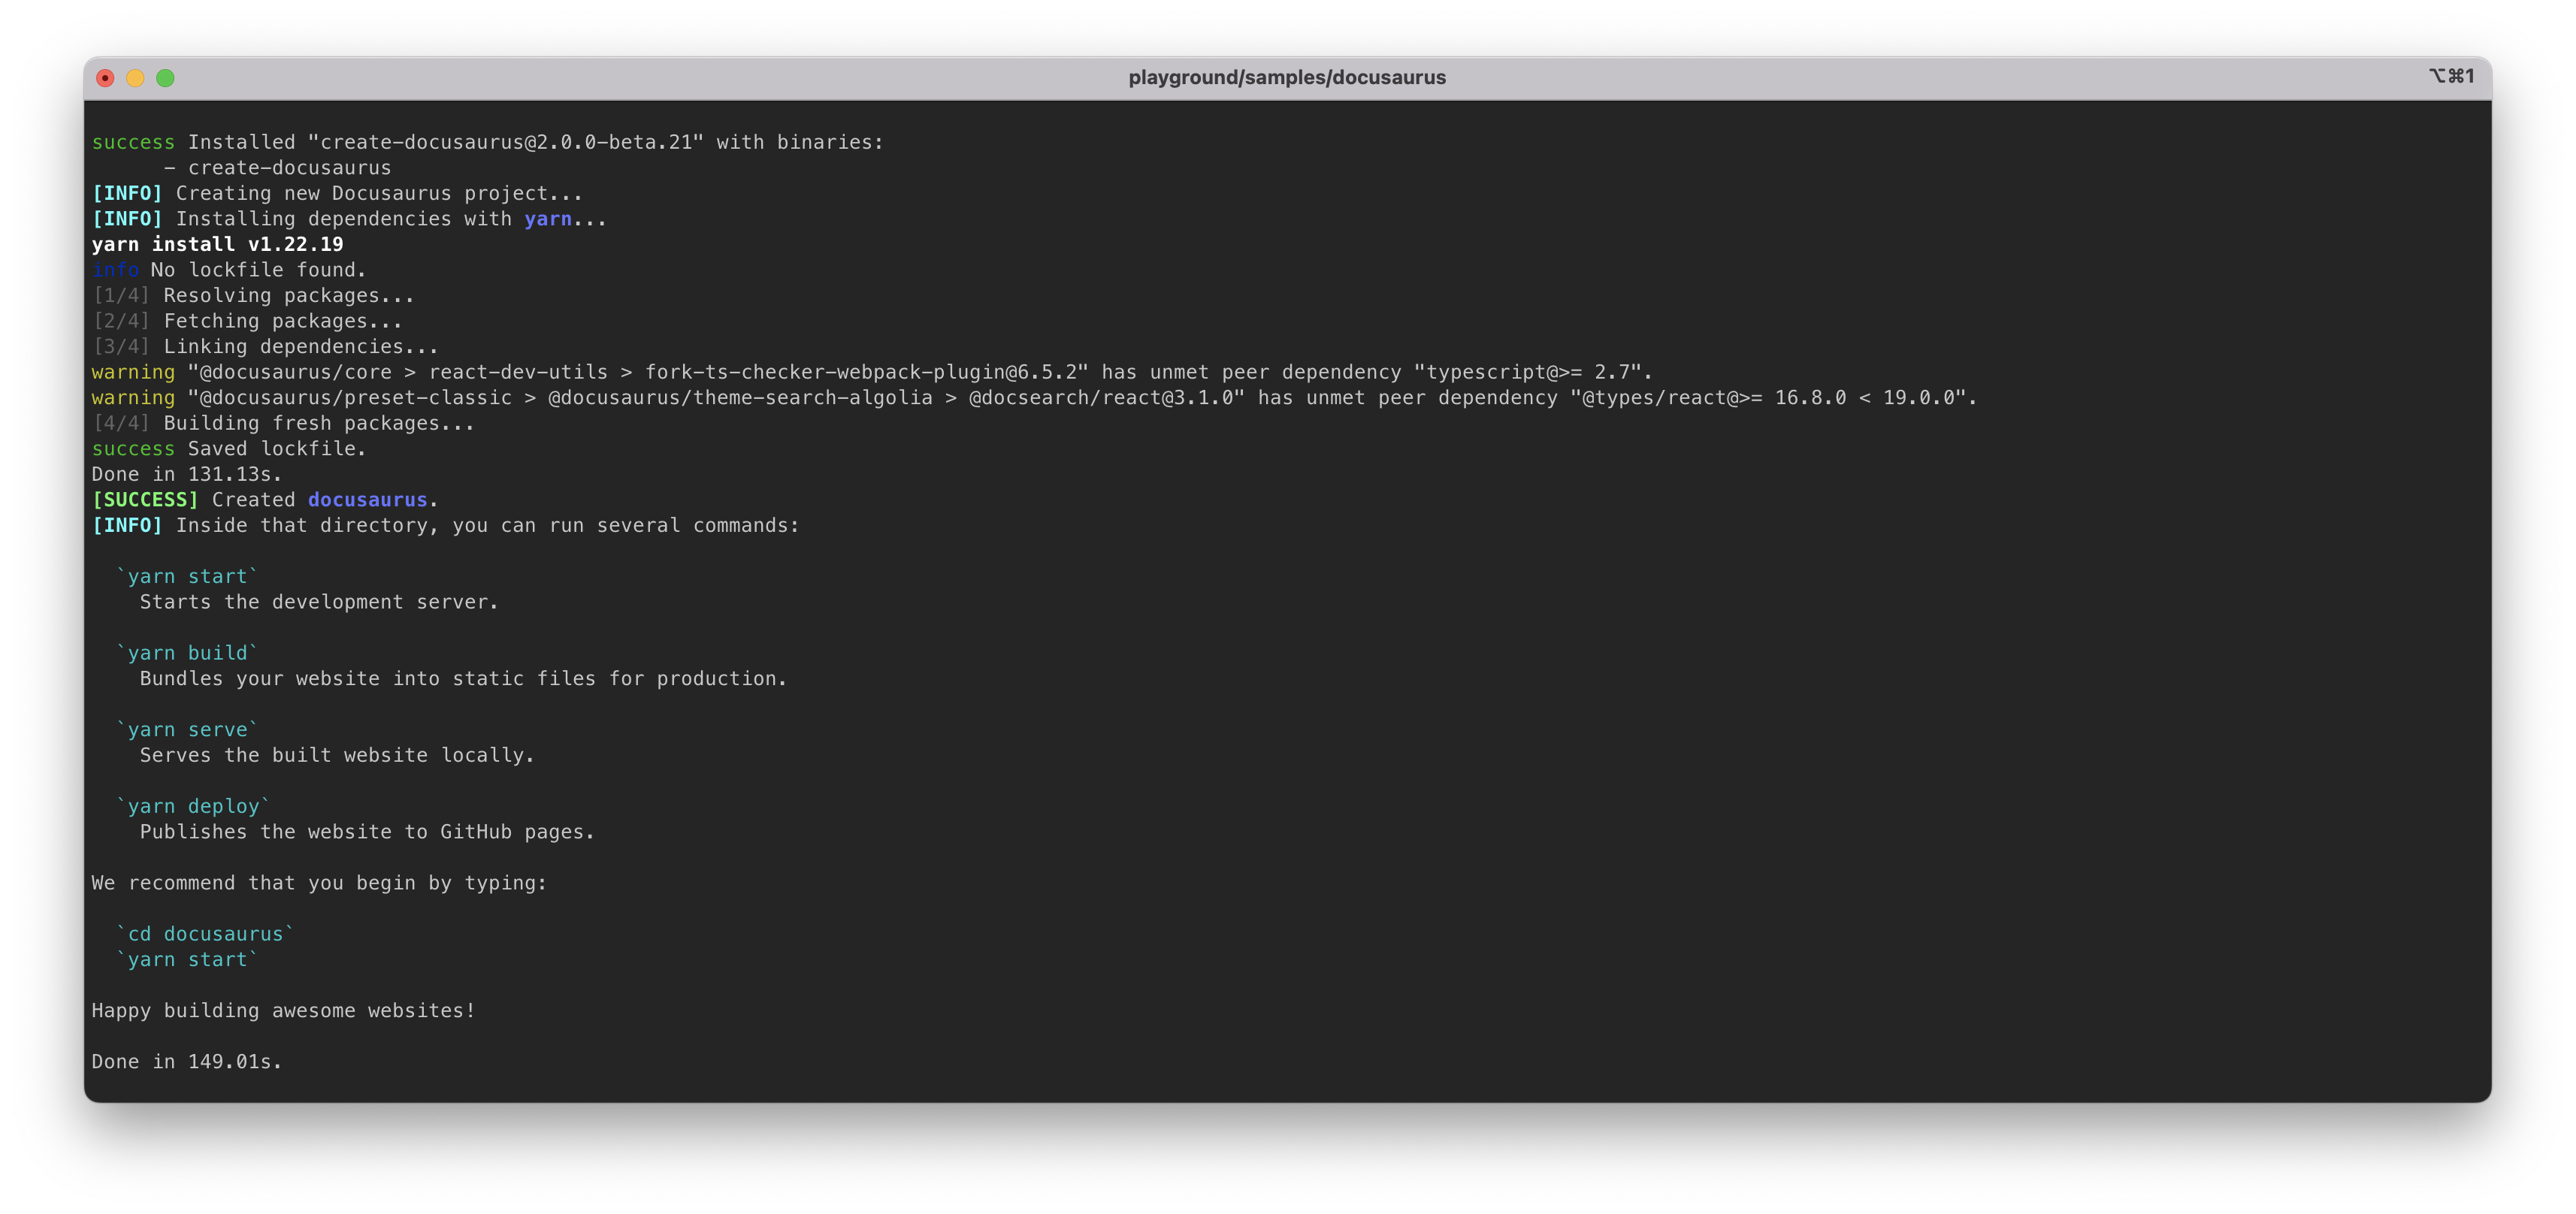 playground/samples/docusaurus
⌥⌘1
success Installed "create-docusaurus@2.0.0-beta.21" with binaries:
      - create-docusaurus
[INFO] Creating new Docusaurus project...
[INFO] Installing dependencies with yarn...
yarn install v1.22.19
info No lockfile found.
[1/4] Resolving packages...
[2/4] Fetching packages...
[3/4] Linking dependencies...
warning "@docusaurus/core > react-dev-utils > fork-ts-checker-webpack-plugin@6.5.2" has unmet peer dependency "typescript@>= 2.7".
warning "@docusaurus/preset-classic > @docusaurus/theme-search-algolia > @docsearch/react@3.1.0" has unmet peer dependency "@types/react@>= 16.8.0 < 19.0.0".
[4/4] Building fresh packages...
success Saved lockfile.
Done in 131.13s.
[SUCCESS] Created docusaurus.
[INFO] Inside that directory, you can run several commands:
  `yarn start`
    Starts the development server.
  `yarn build`
    Bundles your website into static files for production.
  `yarn serve`
    Serves the built website locally.
  `yarn deploy`
    Publishes the website to GitHub pages.
We recommend that you begin by typing:
  `cd docusaurus`
  `yarn start`
Happy building awesome websites!
Done in 149.01s.